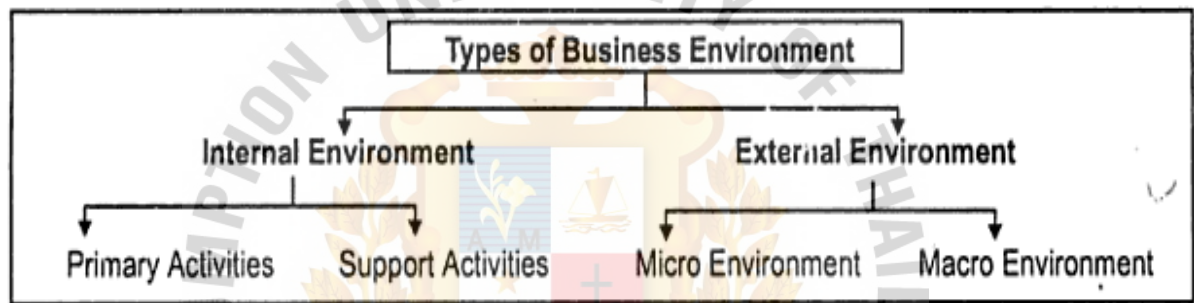 Types of Business Environment
Internal Environment External Environment
Primary Activities Support Activities Micro Environment Macro Environment
A M